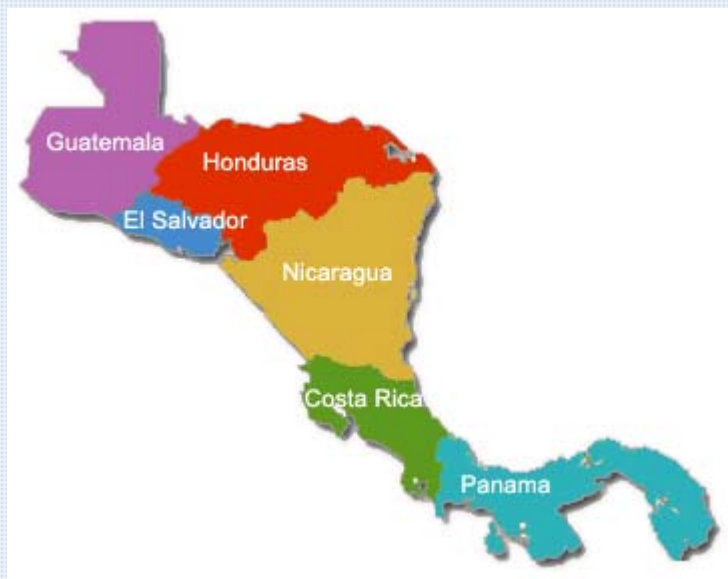 Guatemala
Honduras
El Salvador
Nicaragua
Costa Rica
Panama